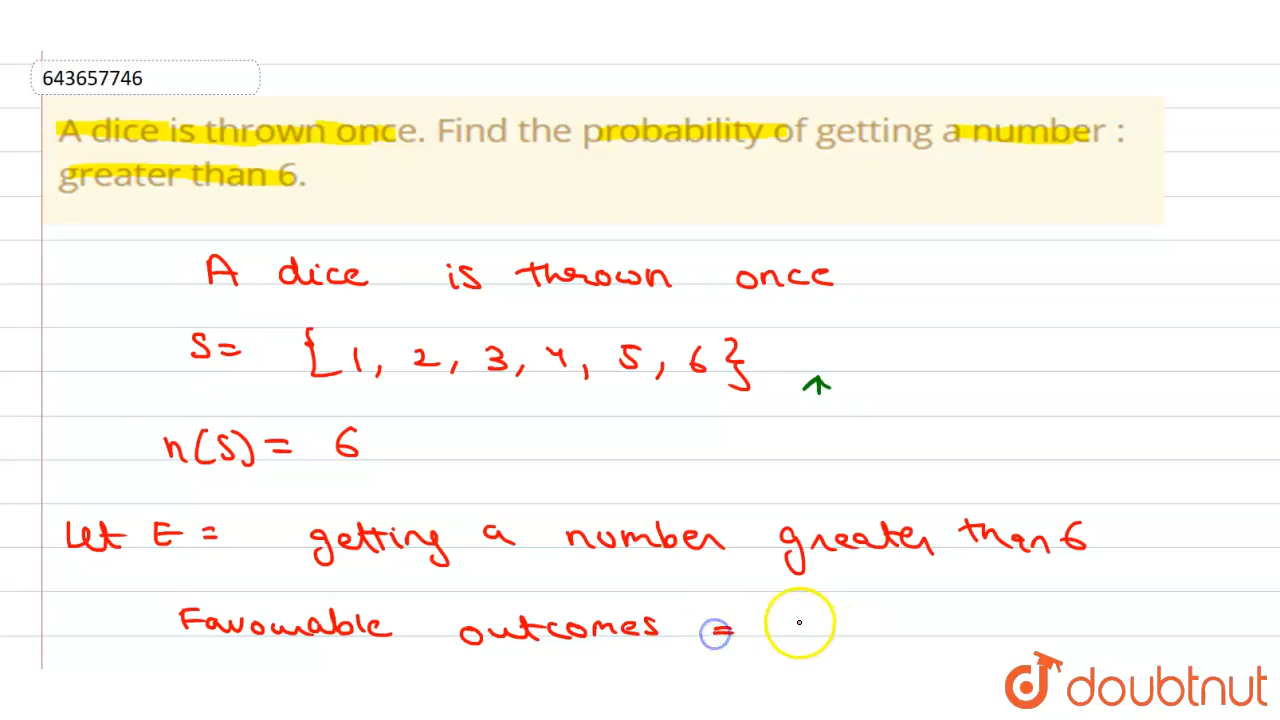 643657746
A dice is thrown once. Find the probability of getting a number :
greater than 6.
A dice is thrown once
S= {1, 2, 3, 4, 5, 6}
n(S) = 6
Let E = getting a number greater than 6
Favourable outcomes =
doubtnut